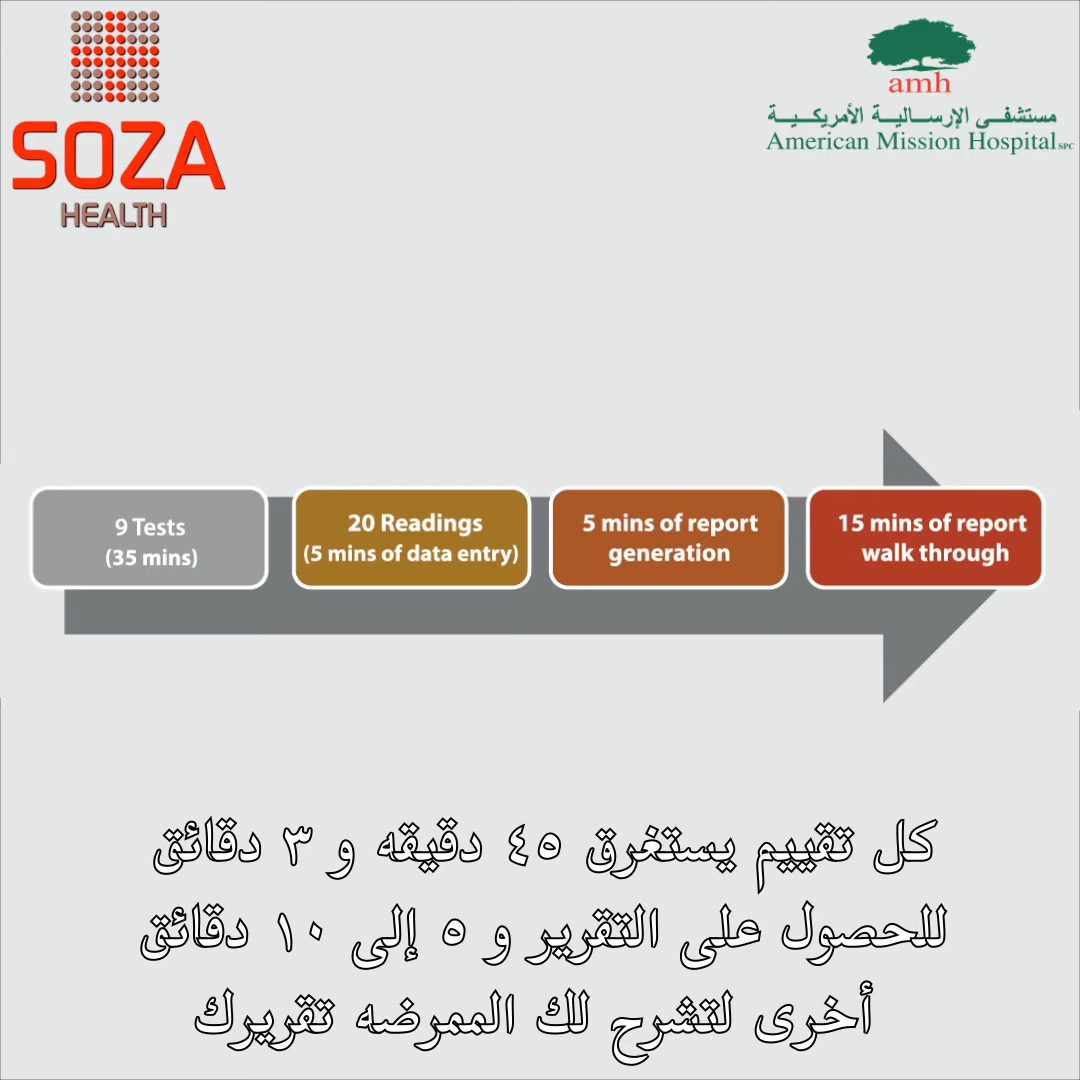 SOZA
HEALTH
amh
مستشفى الإرسالية الأمريكية
American Mission Hospital SPC
9 Tests
(35 mins)
20 Readings
(5 mins of data entry)
5 mins of report
generation
15 mins of report
walk through
كل تقييم يستغرق ٤٥ دقيقه و ٣ دقائق
للحصول على التقرير و ٥ إلى ١٠ دقائق
أخرى لتشرح لك الممرضه تقريرك